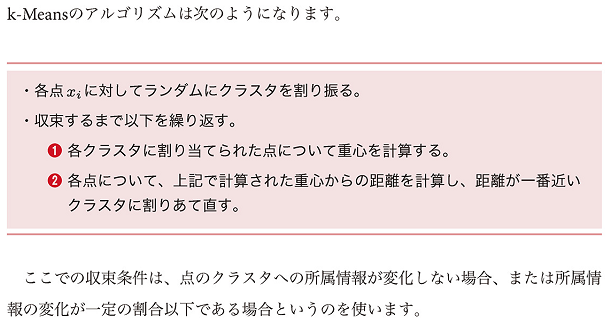 k-Meansのアルゴリズムは次のようになります。
・各点xiに対してランダムにクラスタを割り振る。
・収束するまで以下を繰り返す。
❶ 各クラスタに割り当てられた点について重心を計算する。
❷ 各点について、上記で計算された重心からの距離を計算し、距離が一番近い
クラスタに割りあて直す。
ここでの収束条件は、点のクラスタへの所属情報が変化しない場合、または所属情
報の変化が一定の割合以下である場合というのを使います。